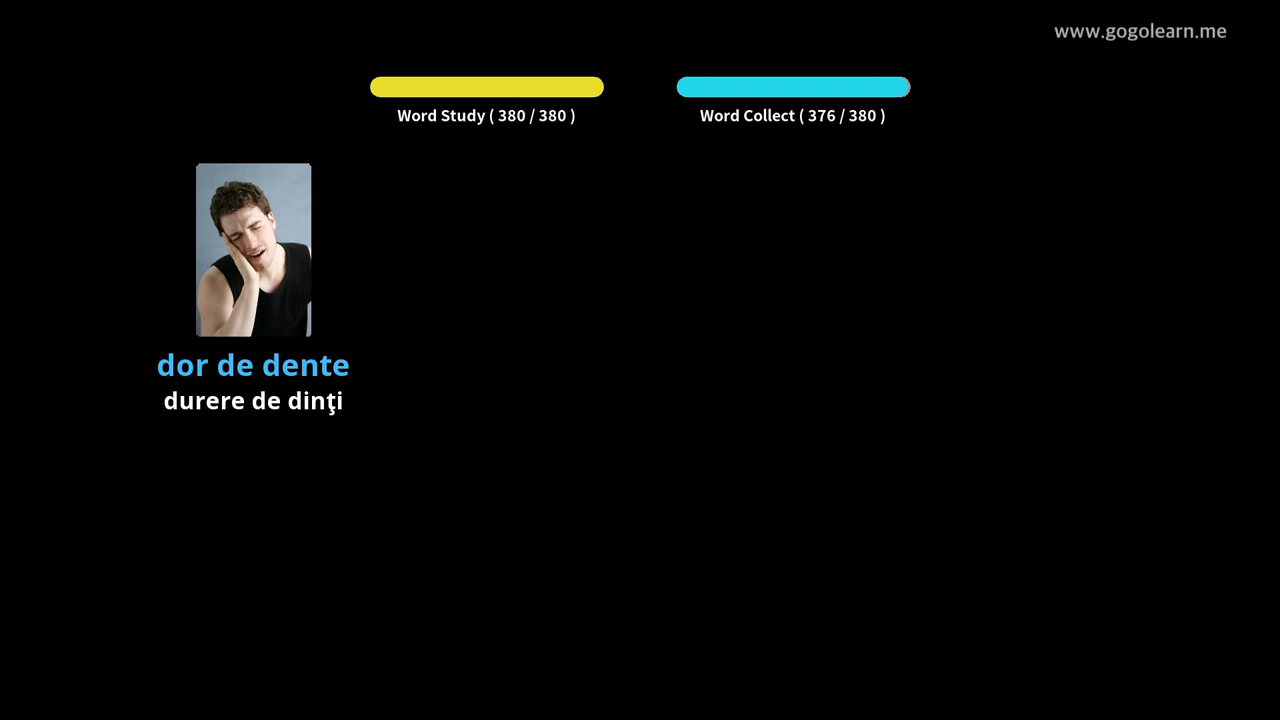 www.gogolearn.me
Word Study ( 380 / 380 )
Word Collect ( 376 / 380 )
dor de dente
durere de dinţi